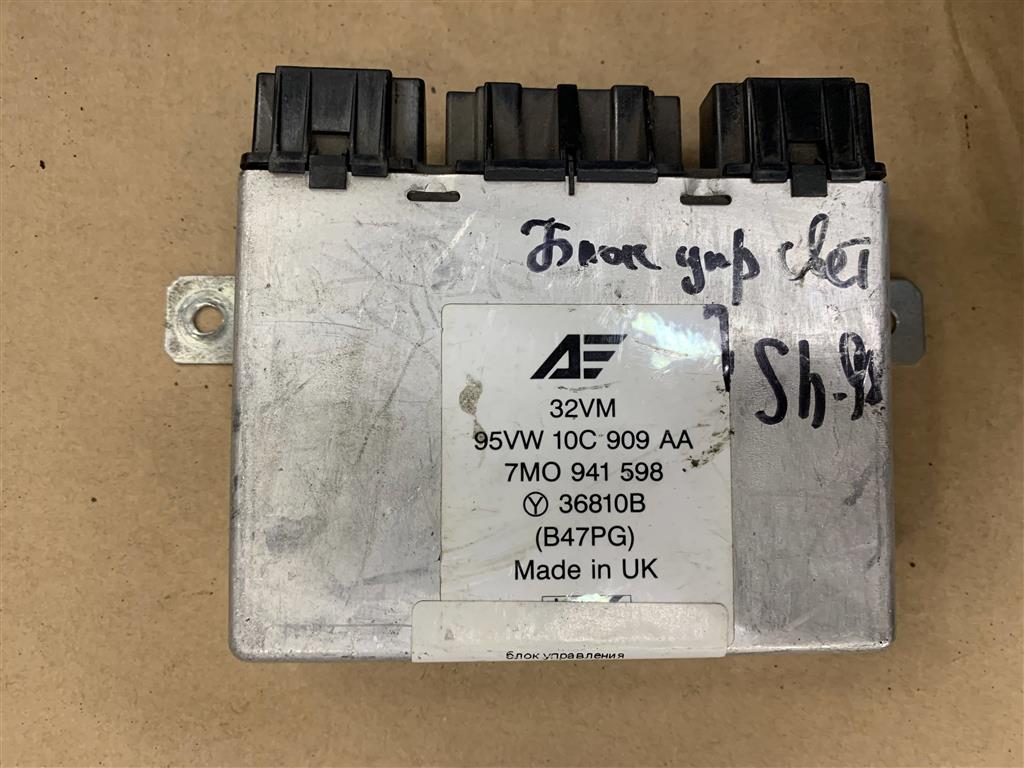 Блок упр свет
Sh-98
AE
32VM
95VW 10C 909 AA
7MO 941 598
Ⓨ 36810B
(B47PG)
Made in UK
блок управления